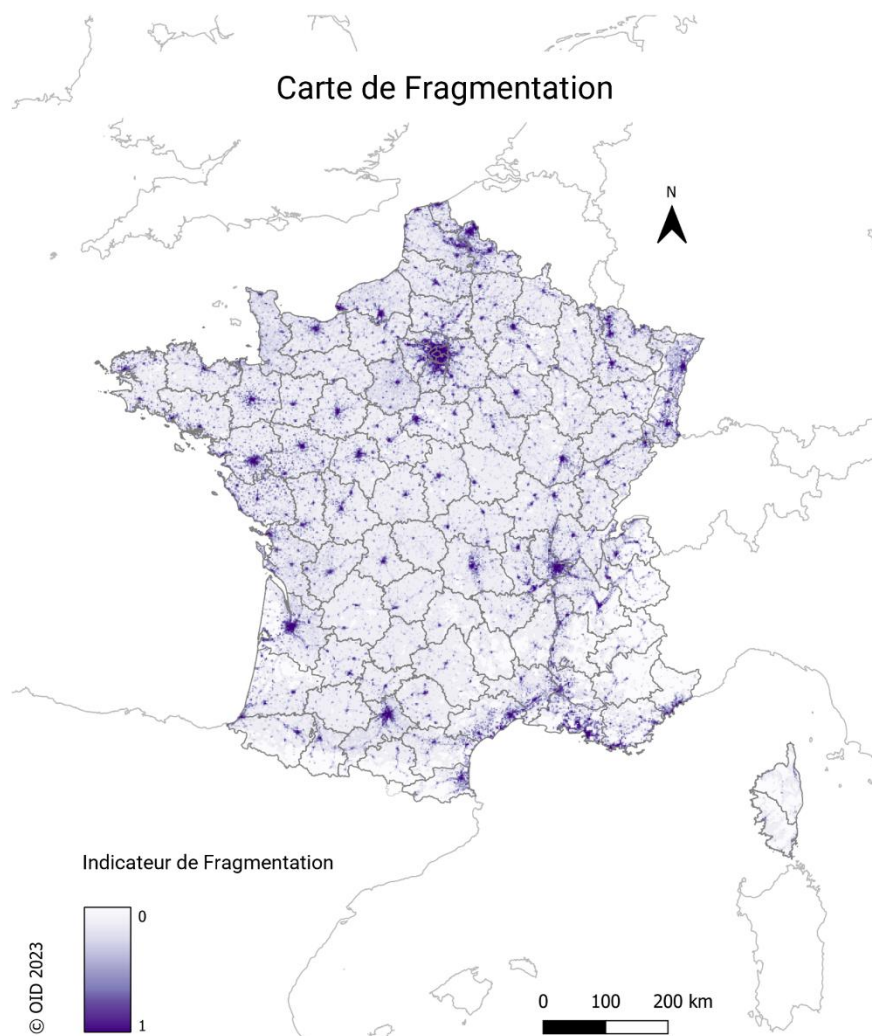 Carte de Fragmentation
N
Indicateur de Fragmentation
0
1
© OID 2023
0 100 200 km